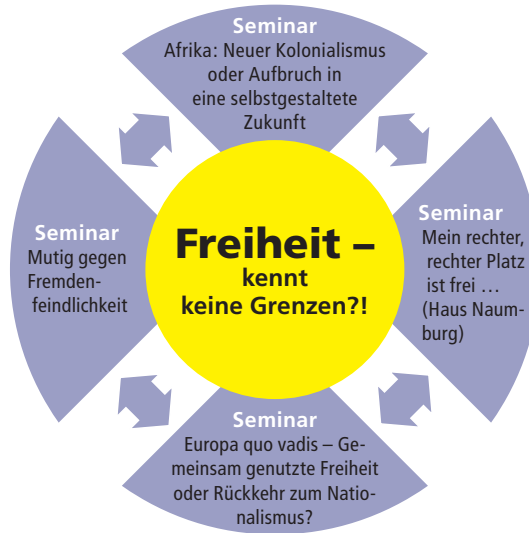 Seminar
Afrika: Neuer Kolonialismus
oder Aufbruch in
eine selbstgestaltete
Zukunft
Seminar
Mutig gegen
Fremden-
feindlichkeit
Freiheit –
kennt
keine Grenzen?!
Seminar
Mein rechter,
rechter Platz
ist frei …
(Haus Naum-
burg)
Seminar
Europa quo vadis – Ge-
meinsam genutzte Freiheit
oder Rückkehr zum Natio-
nalismus?